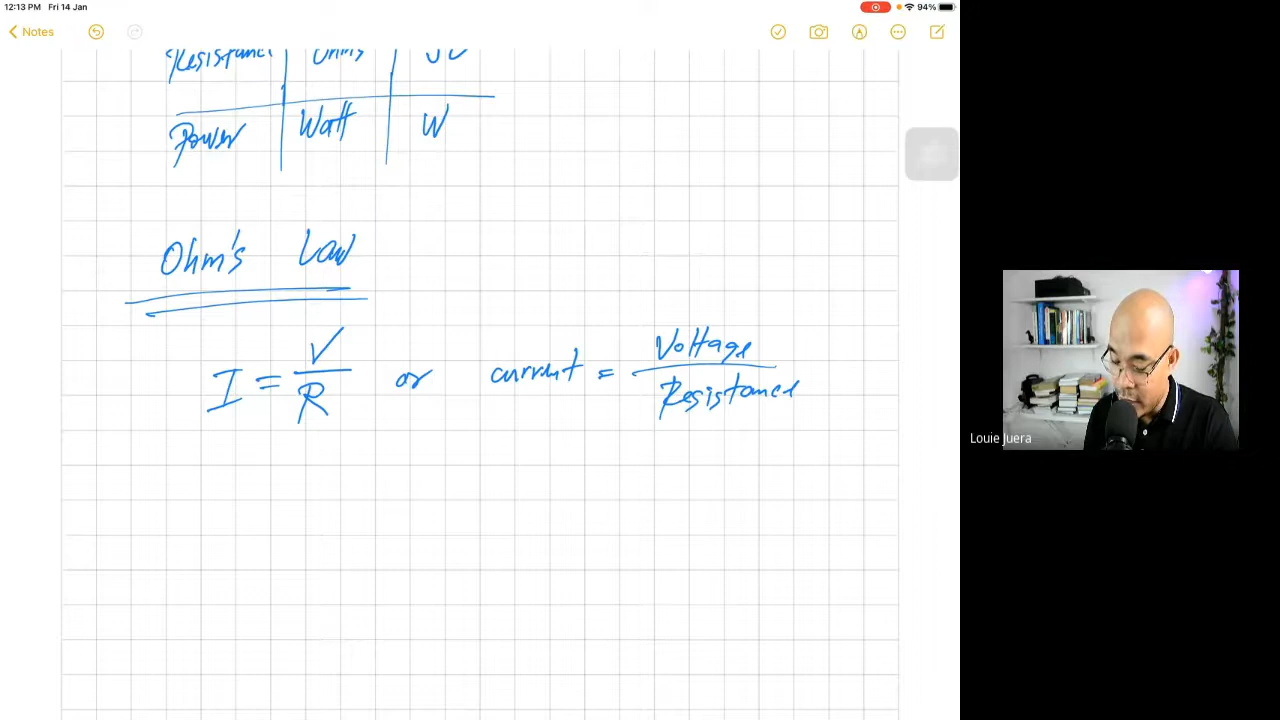 12:13 PM Fri 14 Jan
94%
Notes
Resistance Ohms Ω
Power Watt W
Ohm's Law
I = V/R or current = Voltage/Resistance
Louie Juera